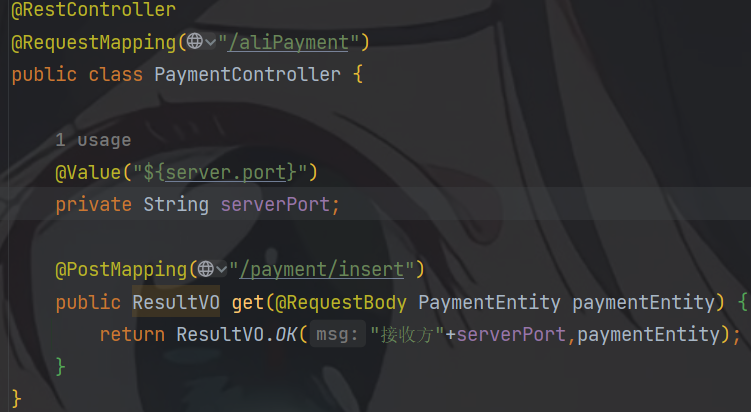 @RestController
@RequestMapping("/aliPayment")
public class PaymentController {
1 usage
@Value("${server.port}")
private String serverPort;
@PostMapping("/payment/insert")
public ResultVO get(@RequestBody PaymentEntity paymentEntity) {
return ResultVO.OK( msg: "接收方"+serverPort,paymentEntity);
}
}